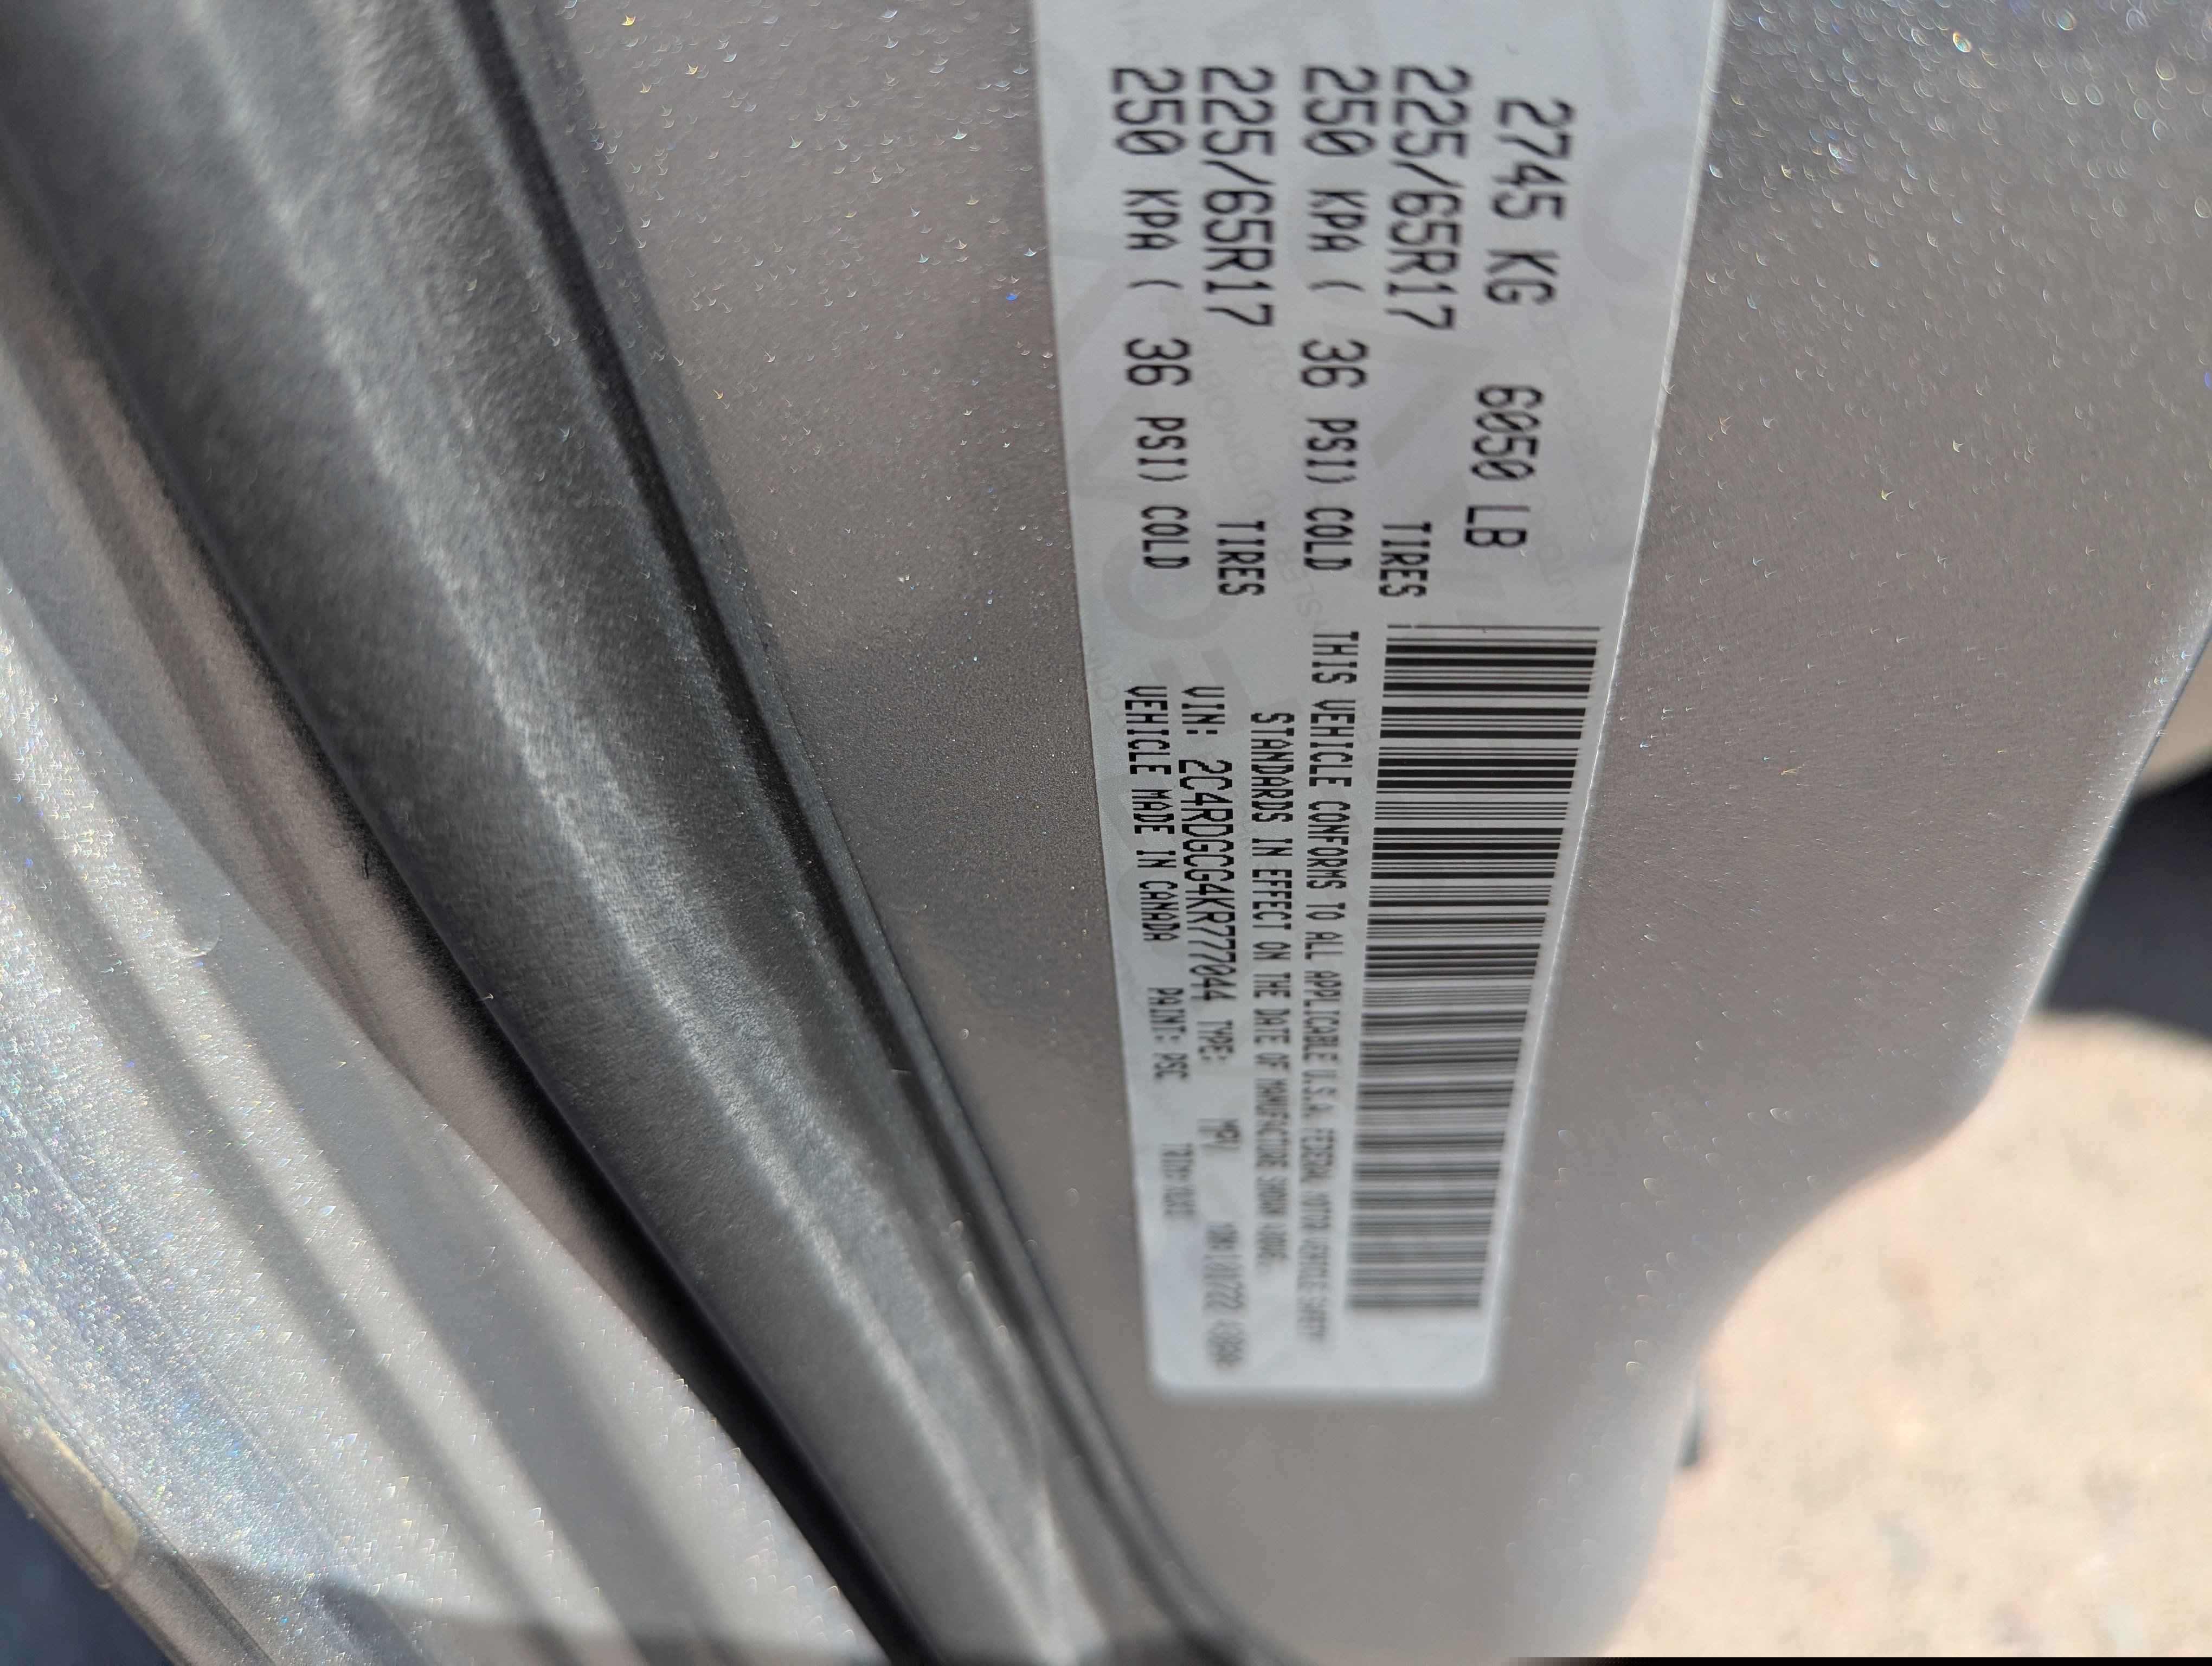 2745 KG 6050 LB
225/65R17 TIRES
250 KPA ( 36 PSI) COLD
225/65R17 TIRES
250 KPA ( 36 PSI) COLD
THIS VEHICLE CONFORMS TO ALL APPLICABLE U.S.A. FEDERAL MOTOR VEHICLE SAFETY
STANDARDS IN EFFECT ON THE DATE OF MANUFACTURE SHOWN ABOVE.
VIN: 2C4RDGCG4KR777044 TYPE: MPV
VEHICLE MADE IN CANADA PAINT: PSC TRIM: